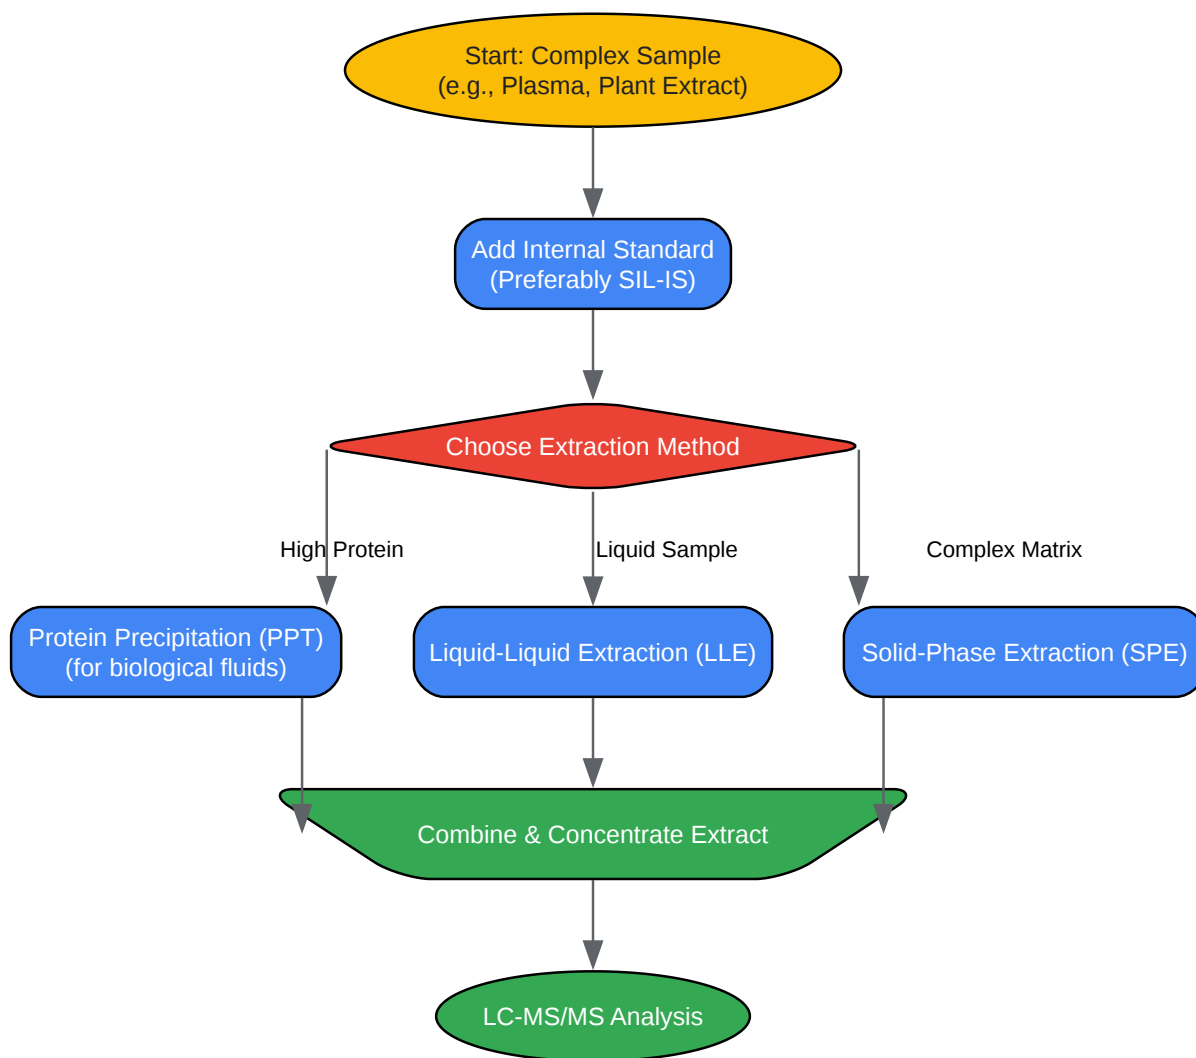 Start: Complex Sample
(e.g., Plasma, Plant Extract)
Add Internal Standard
(Preferably SIL-IS)
Choose Extraction Method
High Protein
Liquid Sample
Complex Matrix
Protein Precipitation (PPT)
(for biological fluids)
Liquid-Liquid Extraction (LLE)
Solid-Phase Extraction (SPE)
Combine & Concentrate Extract
LC-MS/MS Analysis